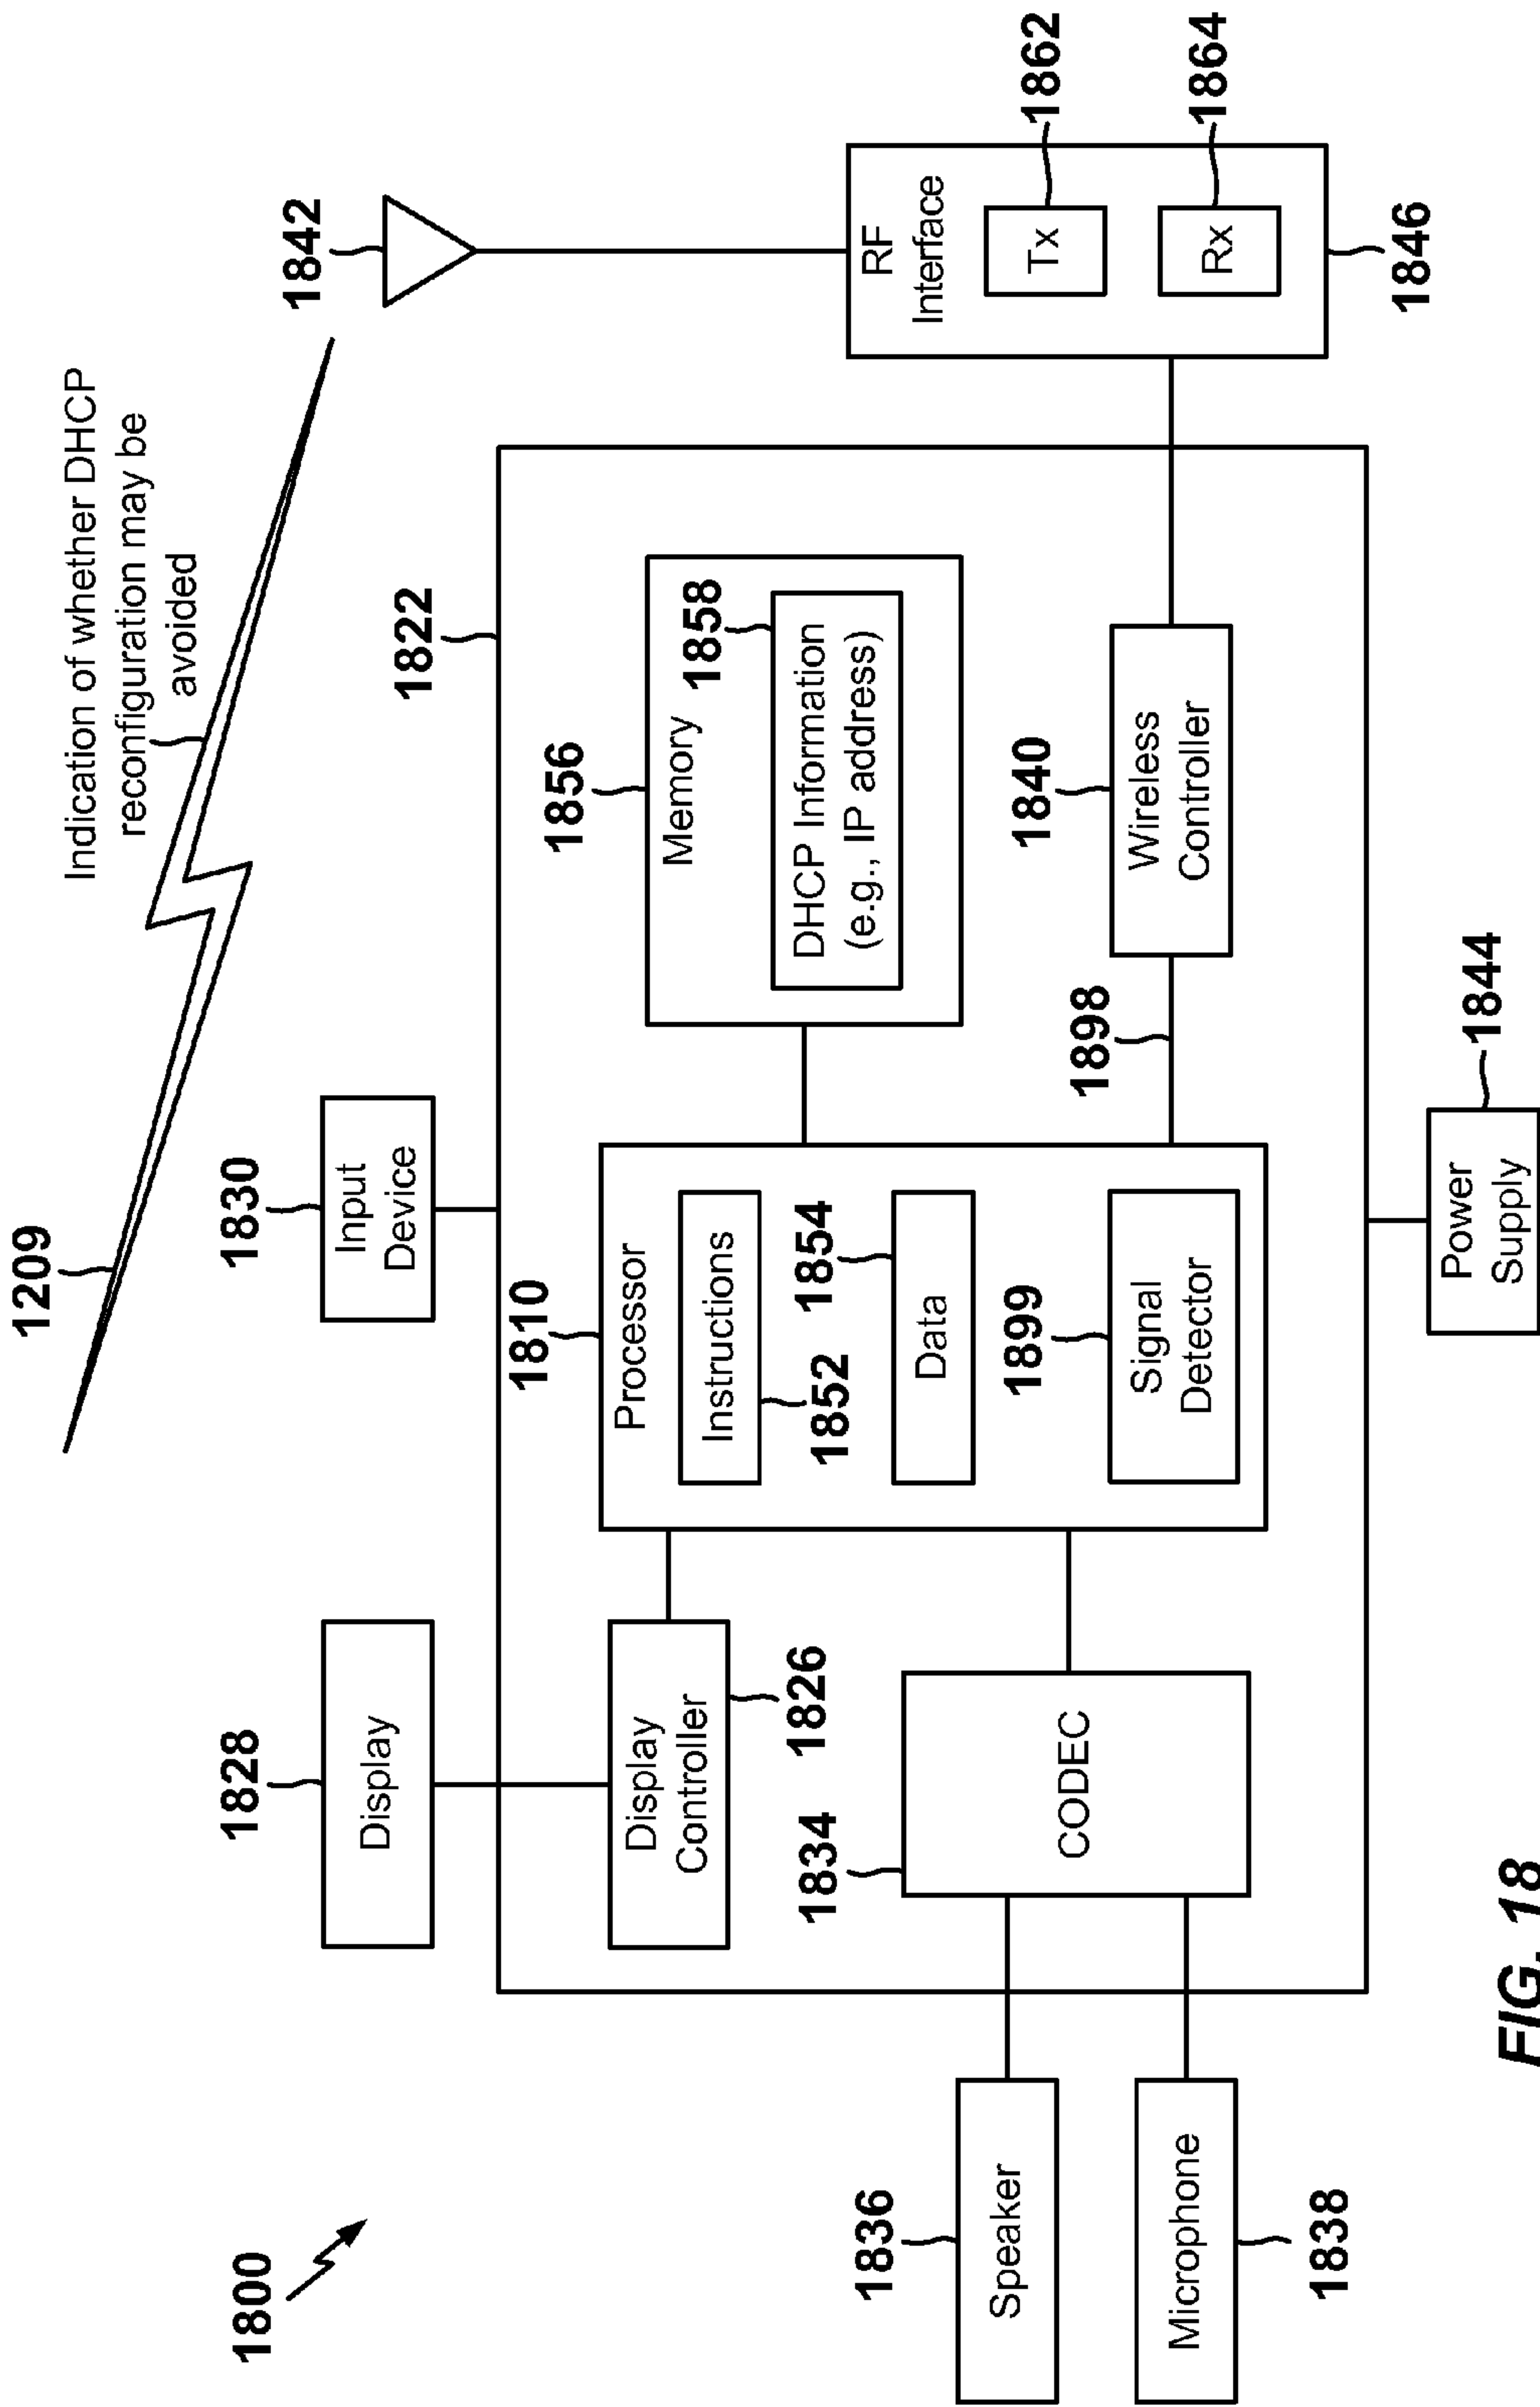 1800
1209
Indication of whether DHCP
reconfiguration may be
avoided
1828
Display
1830
Input
Device
1842
1822
1810
Processor
Instructions
1852
1854
Data
1899
Signal
Detector
1856
Memory
1858
DHCP Information
(e.g., IP address)
Display
Controller
1826
1834
CODEC
1898
1840
Wireless
Controller
RF
Interface
Tx
1862
Rx
1864
1846
1836
Speaker
Microphone
1838
Power
Supply
1844
FIG. 18